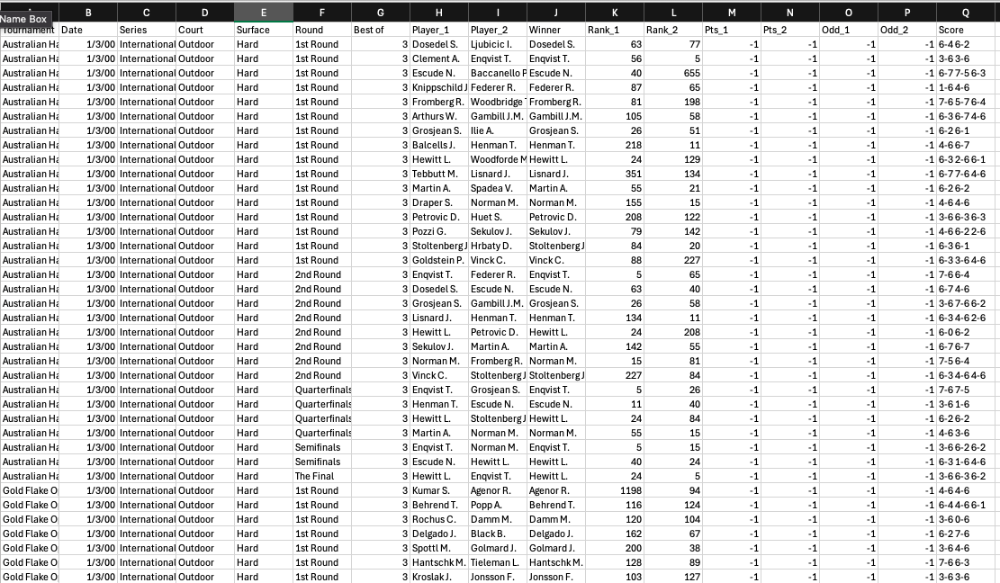 A B C D E F G H I J K L M N O P Q
Name Box
Tournament Date Series Court Surface Round Best of Player_1 Player_2 Winner Rank_1 Rank_2 Pts_1 Pts_2 Odd_1 Odd_2 Score
Australian Ha 1/3/00 International Outdoor Hard 1st Round 3 Dosedel S. Ljubicic I. Dosedel S. 63 77 -1 -1 -1 -1 6-4 6-2
Australian Ha 1/3/00 International Outdoor Hard 1st Round 3 Clement A. Enqvist T. Enqvist T. 56 5 -1 -1 -1 -1 3-6 3-6
Australian Ha 1/3/00 International Outdoor Hard 1st Round 3 Escude N. Baccanello P Escude N. 40 655 -1 -1 -1 -1 6-7 7-5 6-3
Australian Ha 1/3/00 International Outdoor Hard 1st Round 3 Knippschild J Federer R. Federer R. 87 65 -1 -1 -1 -1 1-6 4-6
Australian Ha 1/3/00 International Outdoor Hard 1st Round 3 Fromberg R. Woodbridge T Fromberg R. 81 198 -1 -1 -1 -1 7-6 5-7 6-4
Australian Ha 1/3/00 International Outdoor Hard 1st Round 3 Arthurs W. Gambill J.M. Gambill J.M. 105 58 -1 -1 -1 -1 6-3 6-7 4-6
Australian Ha 1/3/00 International Outdoor Hard 1st Round 3 Grosjean S. Ilie A. Grosjean S. 26 51 -1 -1 -1 -1 6-2 6-1
Australian Ha 1/3/00 International Outdoor Hard 1st Round 3 Balcells J. Henman T. Henman T. 218 11 -1 -1 -1 -1 4-6 6-7
Australian Ha 1/3/00 International Outdoor Hard 1st Round 3 Hewitt L. Woodforde M Hewitt L. 24 129 -1 -1 -1 -1 6-3 2-6 6-1
Australian Ha 1/3/00 International Outdoor Hard 1st Round 3 Tebbutt M. Lisnard J. Lisnard J. 351 134 -1 -1 -1 -1 6-7 7-6 4-6
Australian Ha 1/3/00 International Outdoor Hard 1st Round 3 Martin A. Spadea V. Martin A. 55 21 -1 -1 -1 -1 6-2 6-2
Australian Ha 1/3/00 International Outdoor Hard 1st Round 3 Draper S. Norman M. Norman M. 155 15 -1 -1 -1 -1 4-6 4-6
Australian Ha 1/3/00 International Outdoor Hard 1st Round 3 Petrovic D. Huet S. Petrovic D. 208 122 -1 -1 -1 -1 3-6 6-3 6-3
Australian Ha 1/3/00 International Outdoor Hard 1st Round 3 Pozzi G. Sekulov J. Sekulov J. 79 142 -1 -1 -1 -1 4-6 6-2 2-6
Australian Ha 1/3/00 International Outdoor Hard 1st Round 3 Stoltenberg J Hrbaty D. Stoltenberg J 84 20 -1 -1 -1 -1 6-3 6-1
Australian Ha 1/3/00 International Outdoor Hard 1st Round 3 Goldstein P. Vinck C. Vinck C. 88 227 -1 -1 -1 -1 6-3 3-6 4-6
Australian Ha 1/3/00 International Outdoor Hard 2nd Round 3 Enqvist T. Federer R. Enqvist T. 5 65 -1 -1 -1 -1 7-6 6-4
Australian Ha 1/3/00 International Outdoor Hard 2nd Round 3 Dosedel S. Escude N. Escude N. 63 40 -1 -1 -1 -1 6-7 4-6
Australian Ha 1/3/00 International Outdoor Hard 2nd Round 3 Grosjean S. Gambill J.M. Grosjean S. 26 58 -1 -1 -1 -1 3-6 7-6 6-2
Australian Ha 1/3/00 International Outdoor Hard 2nd Round 3 Lisnard J. Henman T. Henman T. 134 11 -1 -1 -1 -1 6-3 4-6 2-6
Australian Ha 1/3/00 International Outdoor Hard 2nd Round 3 Hewitt L. Petrovic D. Hewitt L. 24 208 -1 -1 -1 -1 6-0 6-2
Australian Ha 1/3/00 International Outdoor Hard 2nd Round 3 Sekulov J. Martin A. Martin A. 142 55 -1 -1 -1 -1 6-7 6-7
Australian Ha 1/3/00 International Outdoor Hard 2nd Round 3 Norman M. Fromberg R. Norman M. 15 81 -1 -1 -1 -1 7-5 6-4
Australian Ha 1/3/00 International Outdoor Hard 2nd Round 3 Vinck C. Stoltenberg J Stoltenberg J 227 84 -1 -1 -1 -1 6-3 4-6 4-6
Australian Ha 1/3/00 International Outdoor Hard Quarterfinals 3 Enqvist T. Grosjean S. Enqvist T. 5 26 -1 -1 -1 -1 7-6 7-5
Australian Ha 1/3/00 International Outdoor Hard Quarterfinals 3 Henman T. Escude N. Escude N. 11 40 -1 -1 -1 -1 3-6 1-6
Australian Ha 1/3/00 International Outdoor Hard Quarterfinals 3 Hewitt L. Stoltenberg J Hewitt L. 24 84 -1 -1 -1 -1 6-2 6-2
Australian Ha 1/3/00 International Outdoor Hard Quarterfinals 3 Martin A. Norman M. Norman M. 55 15 -1 -1 -1 -1 4-6 3-6
Australian Ha 1/3/00 International Outdoor Hard Semifinals 3 Enqvist T. Norman M. Enqvist T. 5 15 -1 -1 -1 -1 3-6 6-2 6-2
Australian Ha 1/3/00 International Outdoor Hard Semifinals 3 Escude N. Hewitt L. Hewitt L. 40 24 -1 -1 -1 -1 6-3 1-6 4-6
Australian Ha 1/3/00 International Outdoor Hard The Final 3 Hewitt L. Enqvist T. Hewitt L. 24 5 -1 -1 -1 -1 3-6 6-3 6-2
Gold Flake O 1/3/00 International Outdoor Hard 1st Round 3 Kumar S. Agenor R. Agenor R. 1198 94 -1 -1 -1 -1 4-6 4-6
Gold Flake O 1/3/00 International Outdoor Hard 1st Round 3 Behrend T. Popp A. Behrend T. 116 124 -1 -1 -1 -1 6-4 4-6 6-1
Gold Flake O 1/3/00 International Outdoor Hard 1st Round 3 Rochus C. Damm M. Damm M. 120 104 -1 -1 -1 -1 3-6 0-6
Gold Flake O 1/3/00 International Outdoor Hard 1st Round 3 Delgado J. Black B. Delgado J. 162 67 -1 -1 -1 -1 6-2 7-6
Gold Flake O 1/3/00 International Outdoor Hard 1st Round 3 Spottl M. Golmard J. Golmard J. 200 38 -1 -1 -1 -1 3-6 4-6
Gold Flake O 1/3/00 International Outdoor Hard 1st Round 3 Hantschk M. Tieleman L. Hantschk M. 128 89 -1 -1 -1 -1 7-6 6-3
Gold Flake O 1/3/00 International Outdoor Hard 1st Round 3 Kroslak J. Jonsson F. Jonsson F. 103 127 -1 -1 -1 -1 3-6 3-6